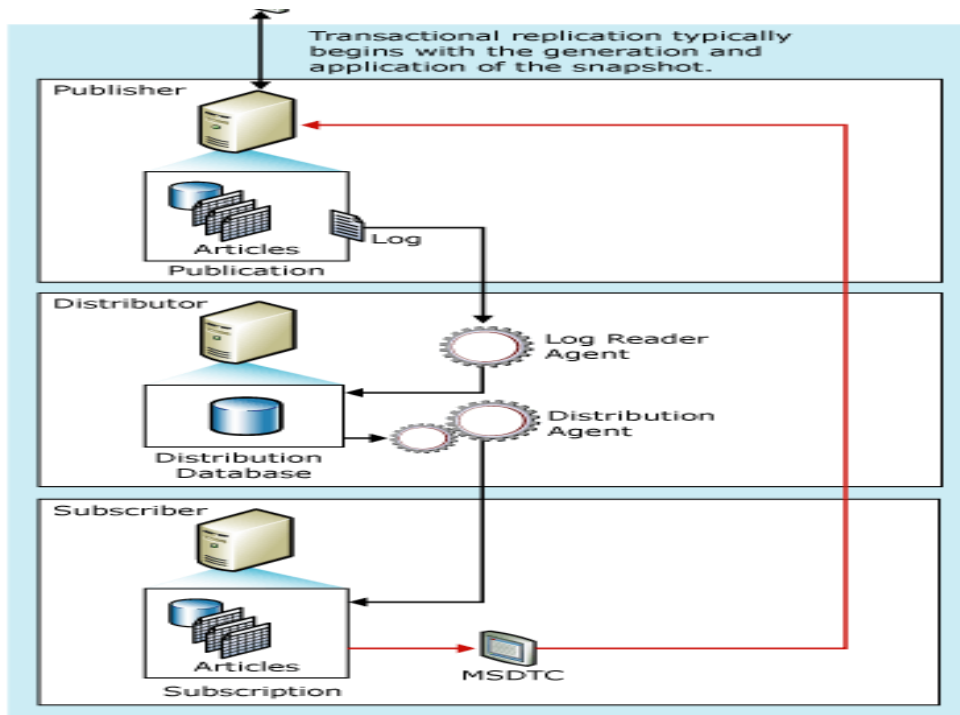 Transactional replication typically
begins with the generation and
application of the snapshot.
Publisher
Articles
Log
Publication
Distributor
Log Reader
Agent
Distribution
Agent
Distribution
Database
Subscriber
Articles
MSDTC
Subscription